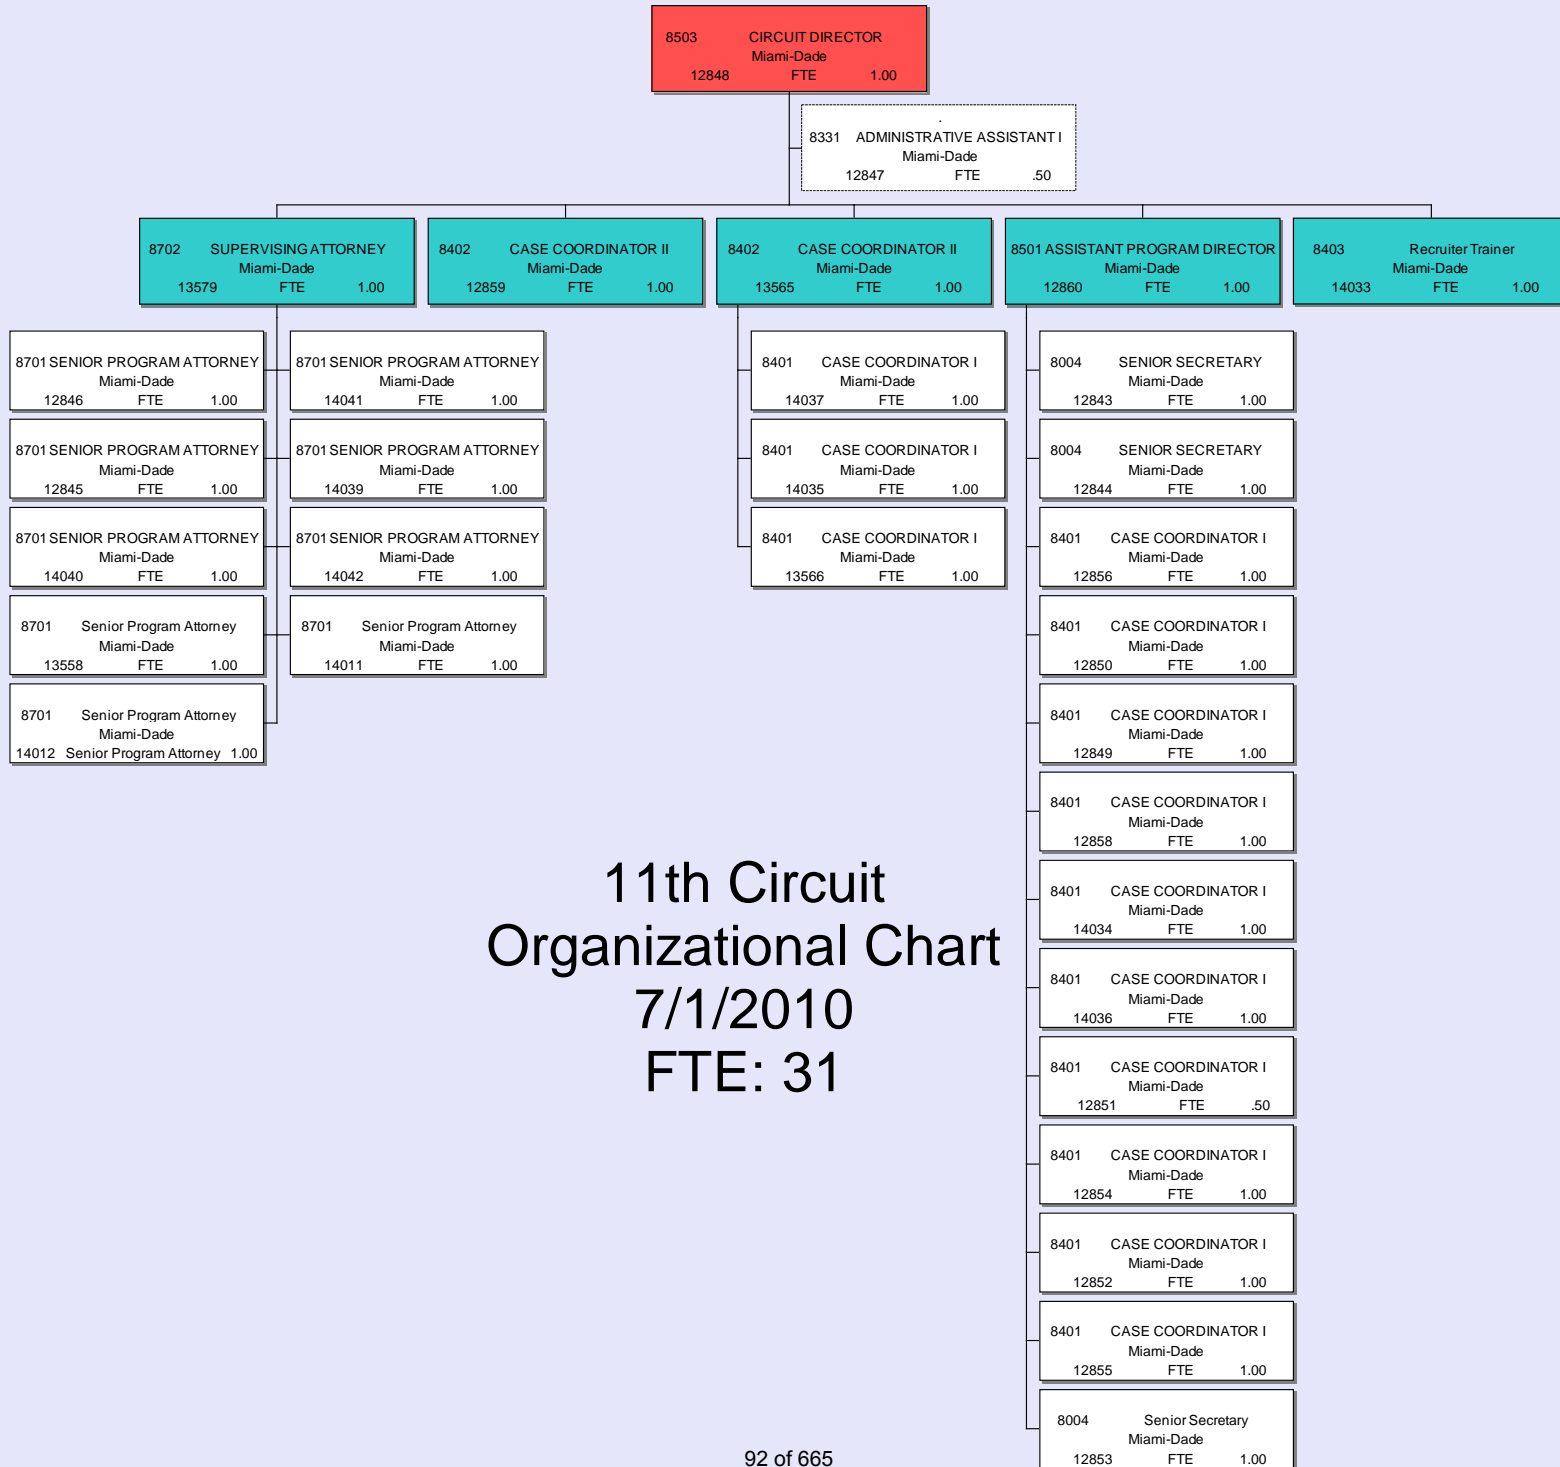 8503 CIRCUIT DIRECTOR
Miami-Dade
12848 FTE 1.00
.
8331 ADMINISTRATIVE ASSISTANT I
Miami-Dade
12847 FTE .50
8702 SUPERVISING ATTORNEY
Miami-Dade
13579 FTE 1.00
8402 CASE COORDINATOR II
Miami-Dade
12859 FTE 1.00
8402 CASE COORDINATOR II
Miami-Dade
13565 FTE 1.00
8501 ASSISTANT PROGRAM DIRECTOR
Miami-Dade
12860 FTE 1.00
8403 Recruiter Trainer
Miami-Dade
14033 FTE 1.00
8701 SENIOR PROGRAM ATTORNEY
Miami-Dade
12846 FTE 1.00
8701 SENIOR PROGRAM ATTORNEY
Miami-Dade
14041 FTE 1.00
8701 SENIOR PROGRAM ATTORNEY
Miami-Dade
12845 FTE 1.00
8701 SENIOR PROGRAM ATTORNEY
Miami-Dade
14039 FTE 1.00
8701 SENIOR PROGRAM ATTORNEY
Miami-Dade
14040 FTE 1.00
8701 SENIOR PROGRAM ATTORNEY
Miami-Dade
14042 FTE 1.00
8701 Senior Program Attorney
Miami-Dade
13558 FTE 1.00
8701 Senior Program Attorney
Miami-Dade
14011 FTE 1.00
8701 Senior Program Attorney
Miami-Dade
14012 Senior Program Attorney 1.00
8401 CASE COORDINATOR I
Miami-Dade
14037 FTE 1.00
8401 CASE COORDINATOR I
Miami-Dade
14035 FTE 1.00
8401 CASE COORDINATOR I
Miami-Dade
13566 FTE 1.00
8004 SENIOR SECRETARY
Miami-Dade
12843 FTE 1.00
8004 SENIOR SECRETARY
Miami-Dade
12844 FTE 1.00
8401 CASE COORDINATOR I
Miami-Dade
12856 FTE 1.00
8401 CASE COORDINATOR I
Miami-Dade
12850 FTE 1.00
8401 CASE COORDINATOR I
Miami-Dade
12849 FTE 1.00
8401 CASE COORDINATOR I
Miami-Dade
12858 FTE 1.00
8401 CASE COORDINATOR I
Miami-Dade
14034 FTE 1.00
8401 CASE COORDINATOR I
Miami-Dade
14036 FTE 1.00
8401 CASE COORDINATOR I
Miami-Dade
12851 FTE .50
8401 CASE COORDINATOR I
Miami-Dade
12854 FTE 1.00
8401 CASE COORDINATOR I
Miami-Dade
12852 FTE 1.00
8401 CASE COORDINATOR I
Miami-Dade
12855 FTE 1.00
8004 Senior Secretary
Miami-Dade
12853 FTE 1.00
11th Circuit
Organizational Chart
7/1/2010
FTE: 31
92 of 665